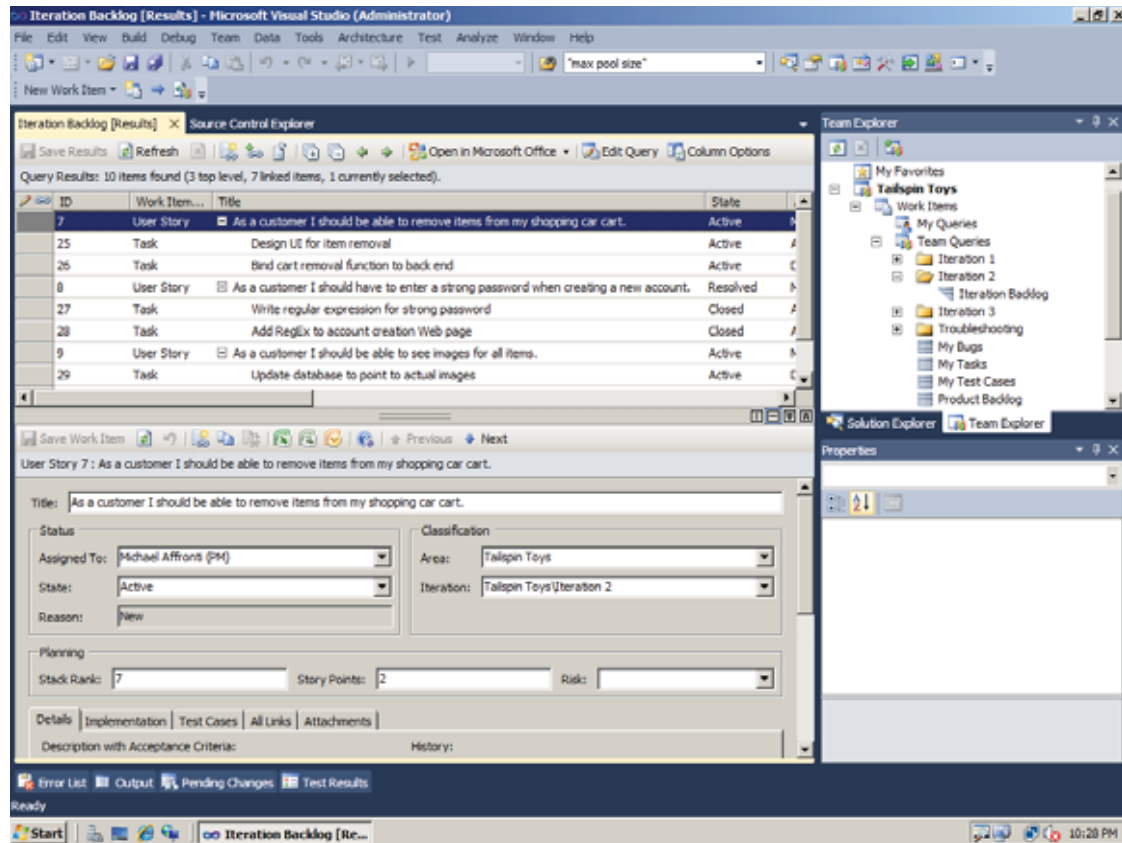 Iteration Backlog [Results] - Microsoft Visual Studio (Administrator)
File Edit View Build Debug Team Data Tools Architecture Test Analyze Window Help
"max pool size"
New Work Item
Iteration Backlog [Results] Source Control Explorer
Save Results Refresh Open in Microsoft Office Edit Query Column Options
Query Results: 10 items found (3 top level, 7 linked items, 1 currently selected).
ID Work Item... Title State
7 User Story As a customer I should be able to remove items from my shopping car cart. Active
25 Task Design UI for item removal Active
26 Task Bind cart removal function to back end Active
8 User Story As a customer I should have to enter a strong password when creating a new account. Resolved
27 Task Write regular expression for strong password Closed
28 Task Add RegEx to account creation Web page Closed
9 User Story As a customer I should be able to see images for all items. Active
29 Task Update database to point to actual images Active
Save Work Item Previous Next
User Story 7 : As a customer I should be able to remove items from my shopping car cart.
Title: As a customer I should be able to remove items from my shopping car cart.
Status
Assigned To: Michael Affronti (PM)
State: Active
Reason: New
Classification
Area: Tailspin Toys
Iteration: Tailspin Toys\Iteration 2
Planning
Stack Rank: 7 Story Points: 2 Risk:
Details Implementation Test Cases All Links Attachments
Description with Acceptance Criteria: History:
Team Explorer
My Favorites
Tailspin Toys
Work Items
My Queries
Team Queries
Iteration 1
Iteration 2
Iteration Backlog
Iteration 3
Troubleshooting
My Bugs
My Tasks
My Test Cases
Product Backlog
Solution Explorer Team Explorer
Properties
Error List Output Pending Changes Test Results
Ready
Start Iteration Backlog [Re... 10:28 PM